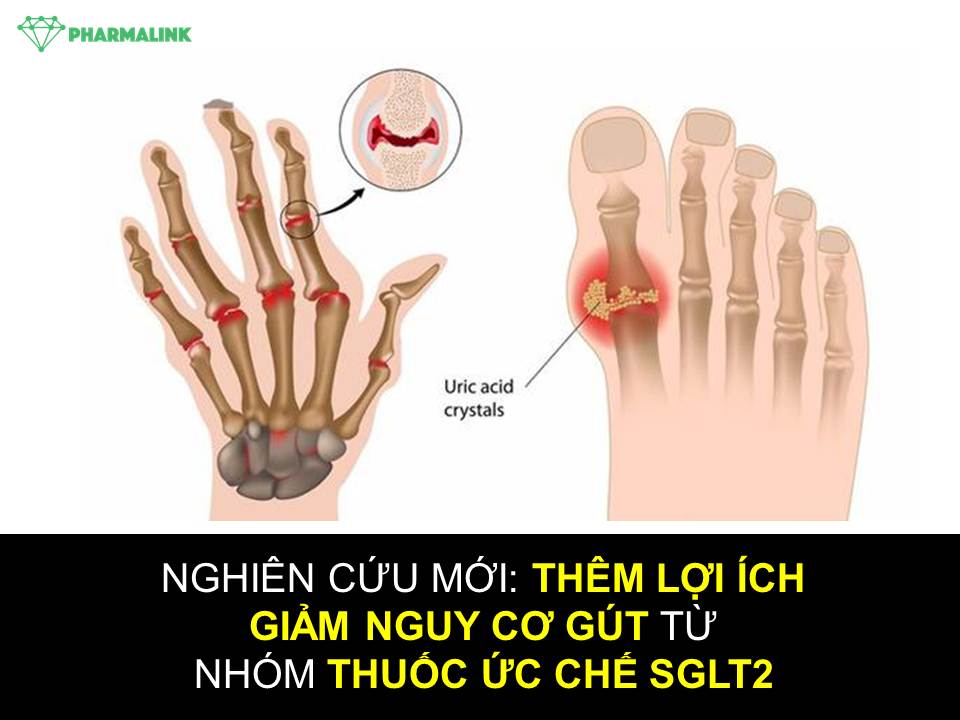 PHARMALINK
Uric acid
crystals
NGHIÊN CỨU MỚI: THÊM LỢI ÍCH
GIẢM NGUY CƠ GÚT TỪ
NHÓM THUỐC ỨC CHẾ SGLT2